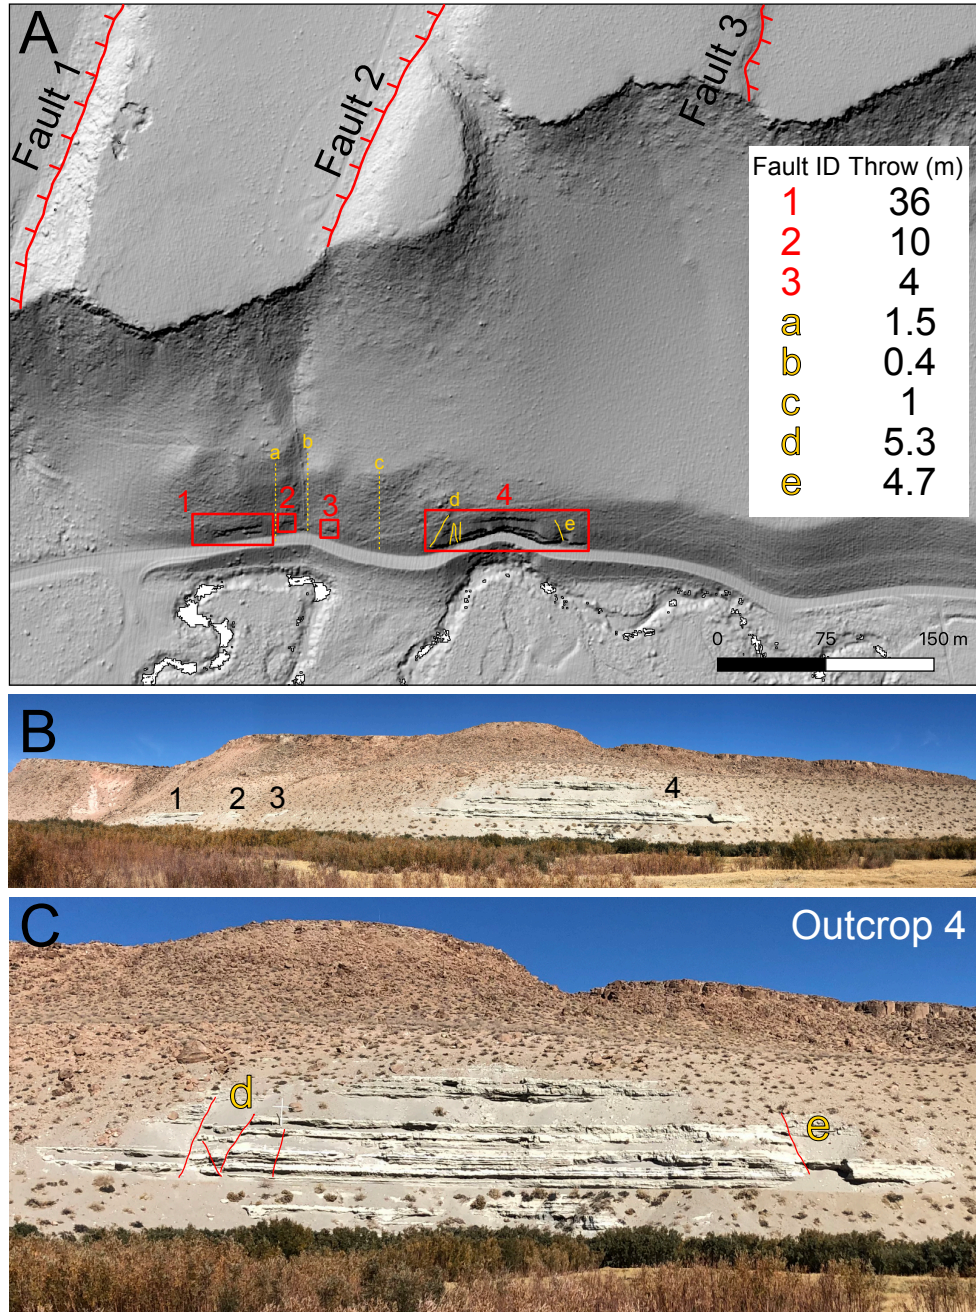 A
Fault 1
Fault 2
Fault 3
Fault ID Throw (m)
1 36
2 10
3 4
a 1.5
b 0.4
c 1
d 5.3
e 4.7
a
b
c
d
e
1
2
3
4
0 75 150 m
B
1
2
3
4
C
Outcrop 4
d
e